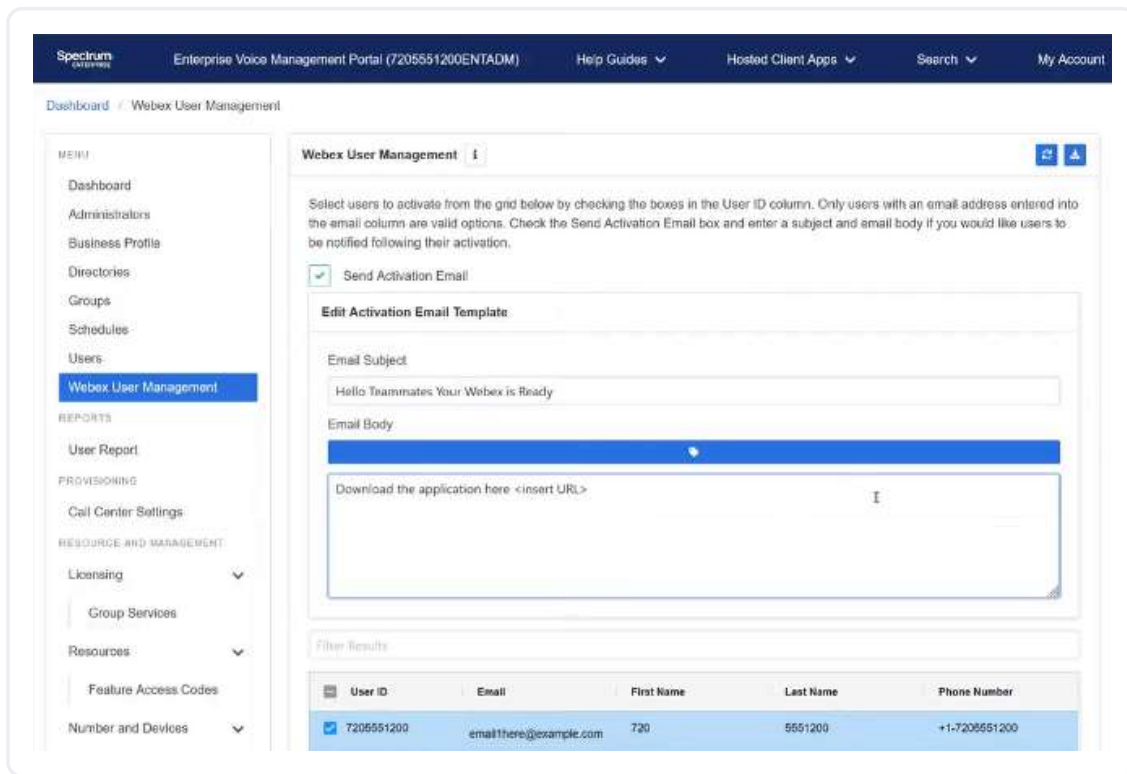 Spectrum
ENTERPRISE
Enterprise Voice Management Portal (7205551200ENTADM)
Help Guides
Hosted Client Apps
Search
My Account
Dashboard / Webex User Management
MENU
Dashboard
Administrators
Business Profile
Directories
Groups
Schedules
Users
Webex User Management
REPORTS
User Report
PROVISIONING
Call Center Settings
RESOURCE AND MANAGEMENT
Licensing
Group Services
Resources
Feature Access Codes
Number and Devices
Webex User Management i
Select users to activate from the grid below by checking the boxes in the User ID column. Only users with an email address entered into
the email column are valid options. Check the Send Activation Email box and enter a subject and email body if you would like users to
be notified following their activation.
Send Activation Email
Edit Activation Email Template
Email Subject
Hello Teammates Your Webex is Ready
Email Body
Download the application here <insert URL>
Filter Results
User ID Email First Name Last Name Phone Number
7205551200 email1here@example.com 720 5551200 +1-7205551200